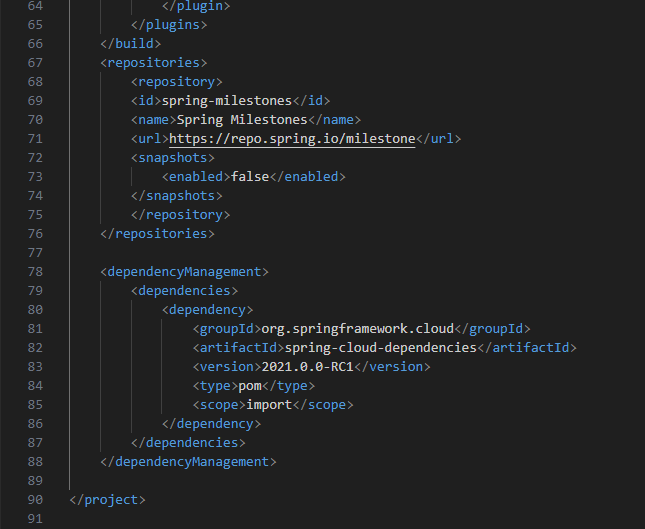 64 </plugin>
65 </plugins>
66 </build>
67 <repositories>
68 <repository>
69 <id>spring-milestones</id>
70 <name>Spring Milestones</name>
71 <url>https://repo.spring.io/milestone</url>
72 <snapshots>
73 <enabled>false</enabled>
74 </snapshots>
75 </repository>
76 </repositories>
77
78 <dependencyManagement>
79 <dependencies>
80 <dependency>
81 <groupId>org.springframework.cloud</groupId>
82 <artifactId>spring-cloud-dependencies</artifactId>
83 <version>2021.0.0-RC1</version>
84 <type>pom</type>
85 <scope>import</scope>
86 </dependency>
87 </dependencies>
88 </dependencyManagement>
89
90 </project>
91